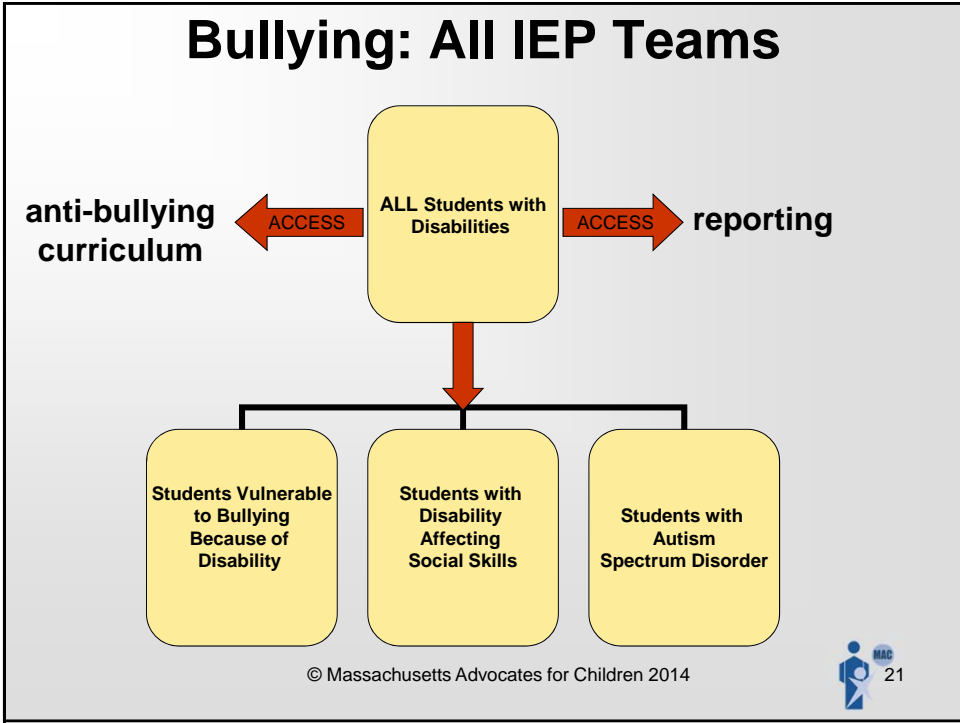 Bullying: All IEP Teams
anti-bullying
curriculum
ACCESS
ALL Students with
Disabilities
ACCESS
reporting
Students Vulnerable
to Bullying
Because of
Disability
Students with
Disability
Affecting
Social Skills
Students with
Autism
Spectrum Disorder
© Massachusetts Advocates for Children 2014
MAC
21